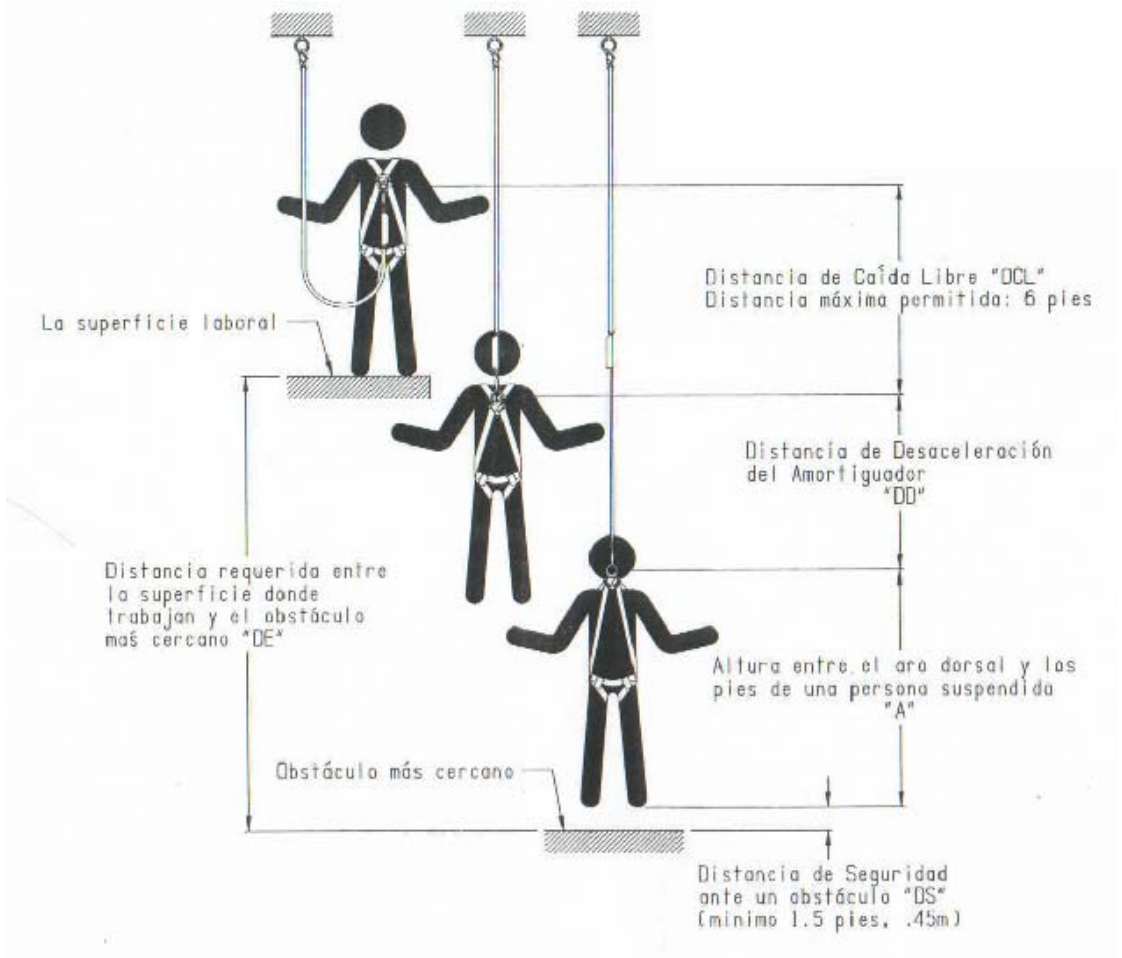 Distancia de Caída Libre "DCL"
Distancia máxima permitida: 6 pies
La superficie laboral
Distancia de Desaceleración
del Amortiguador
"DD"
Distancia requerida entre
la superficie donde
trabajan y el obstáculo
maś cercano "DE"
Altura entre el aro dorsal y los
pies de una persona suspendida
"A"
Obstáculo más cercano
Distancia de Seguridad
ante un obstáculo "DS"
(minimo 1.5 pies, .45m)